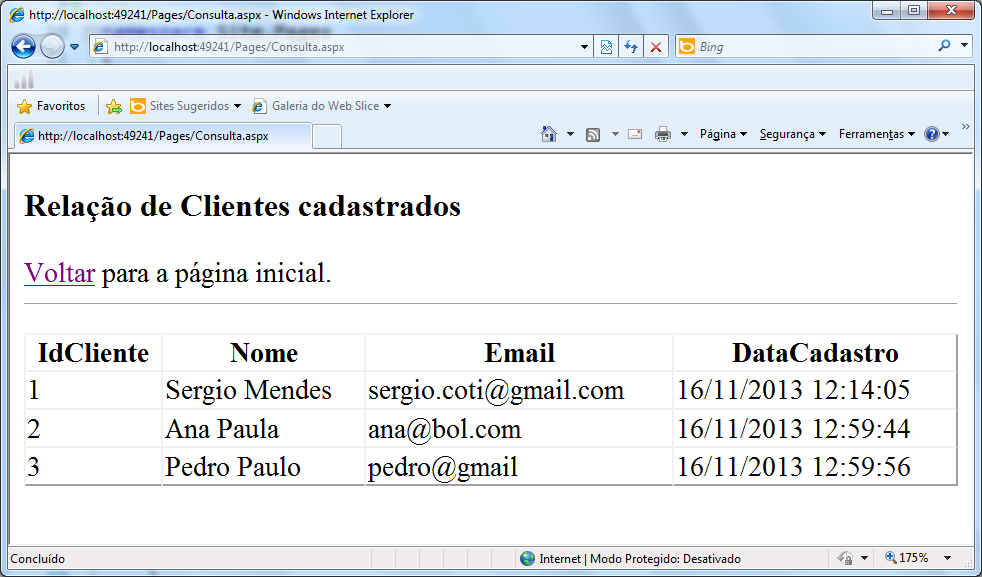 http://localhost:49241/Pages/Consulta.aspx - Windows Internet Explorer
http://localhost:49241/Pages/Consulta.aspx
Bing
Favoritos
Sites Sugeridos
Galeria do Web Slice
http://localhost:49241/Pages/Consulta.aspx
Página
Segurança
Ferramentas
Relação de Clientes cadastrados
Voltar para a página inicial.
IdCliente Nome Email DataCadastro
1 Sergio Mendes sergio.coti@gmail.com 16/11/2013 12:14:05
2 Ana Paula ana@bol.com 16/11/2013 12:59:44
3 Pedro Paulo pedro@gmail 16/11/2013 12:59:56
Concluído
Internet | Modo Protegido: Desativado
175%